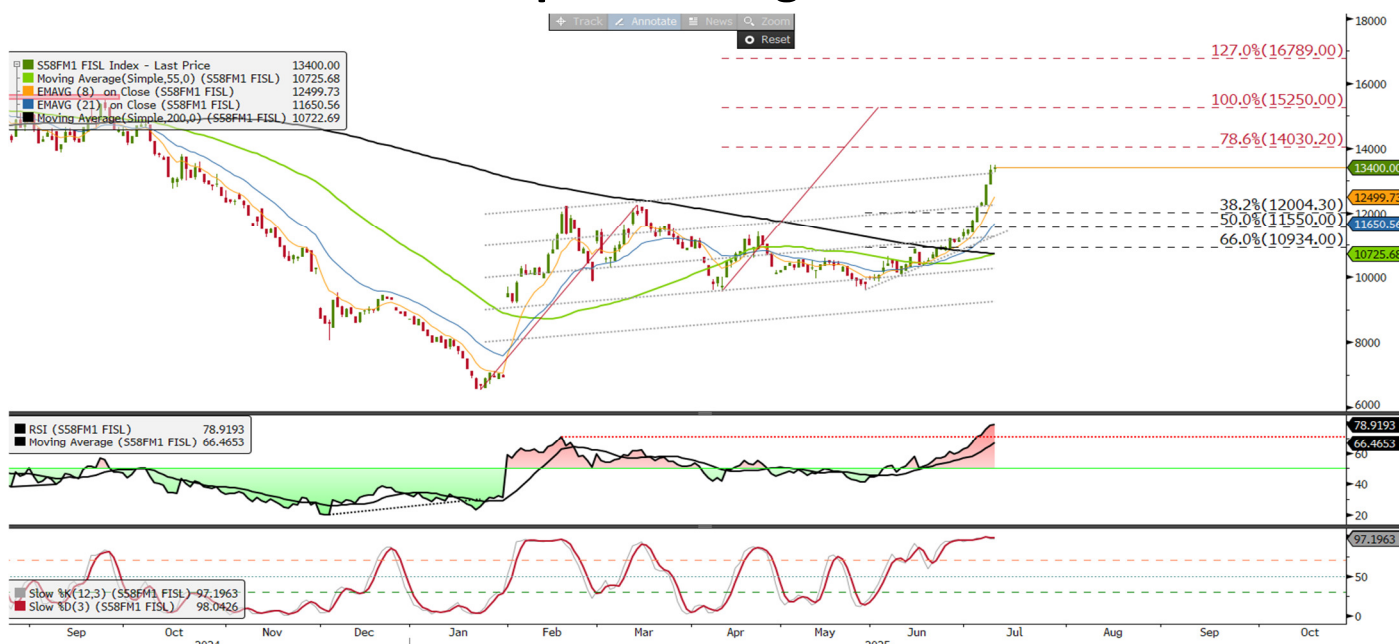 Track Annotate News Zoom
Reset
S58FM1 FISL Index - Last Price 13400.00
Moving Average(Simple,55,0) (S58FM1 FISL) 10725.68
EMAVG (8) on Close (S58FM1 FISL) 12499.73
EMAVG (21) on Close (S58FM1 FISL) 11650.56
Moving Average(Simple,200,0) (S58FM1 FISL) 10722.69
127.0%(16789.00)
100.0%(15250.00)
78.6%(14030.20)
38.2%(12004.30)
50.0%(11550.00)
66.0%(10934.00)
18000
16000
14000
13400.00
12499.73
12000
11650.56
10725.68
10000
8000
6000
RSI (S58FM1 FISL) 78.9193
Moving Average (S58FM1 FISL) 66.4653
78.9193
66.4653
60
40
20
Slow %K(12,3) (S58FM1 FISL) 97.1963
Slow %D(3) (S58FM1 FISL) 98.0426
97.1963
50
0
Sep Oct Nov Dec Jan Feb Mar Apr May Jun Jul Aug Sep Oct